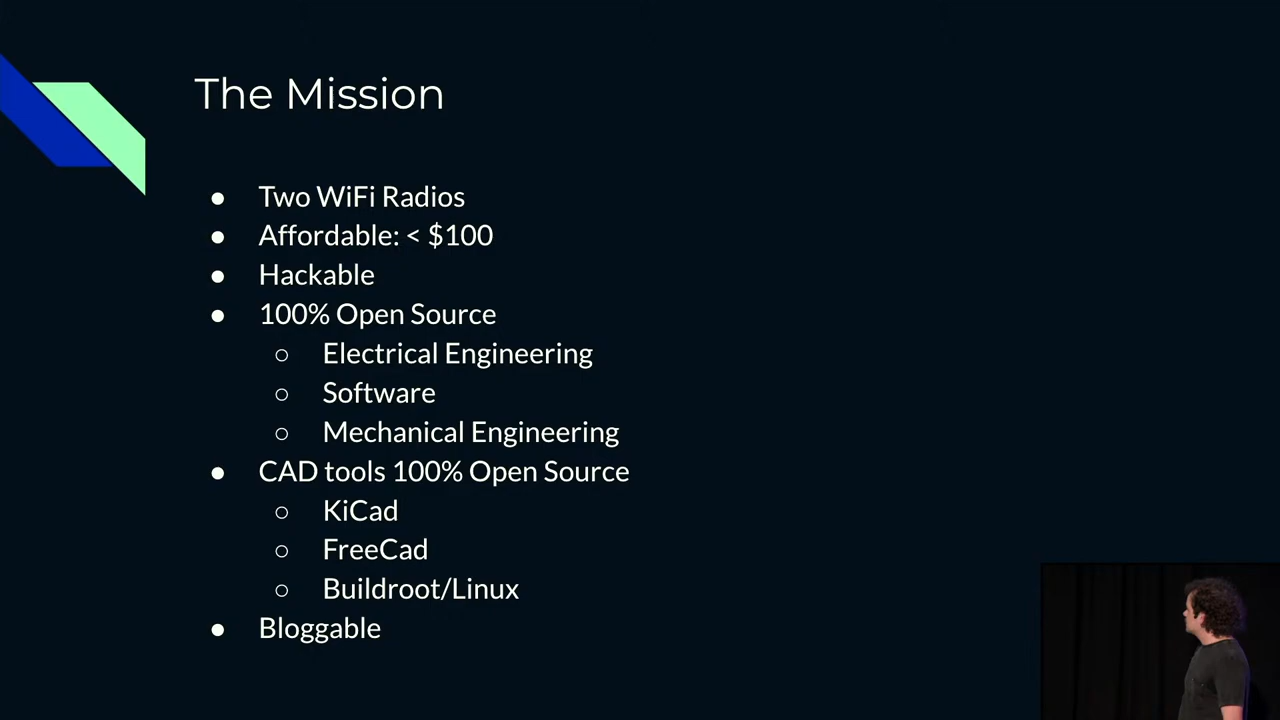 The Mission
● Two WiFi Radios
● Affordable: < $100
● Hackable
● 100% Open Source
○ Electrical Engineering
○ Software
○ Mechanical Engineering
● CAD tools 100% Open Source
○ KiCad
○ FreeCad
○ Buildroot/Linux
● Bloggable